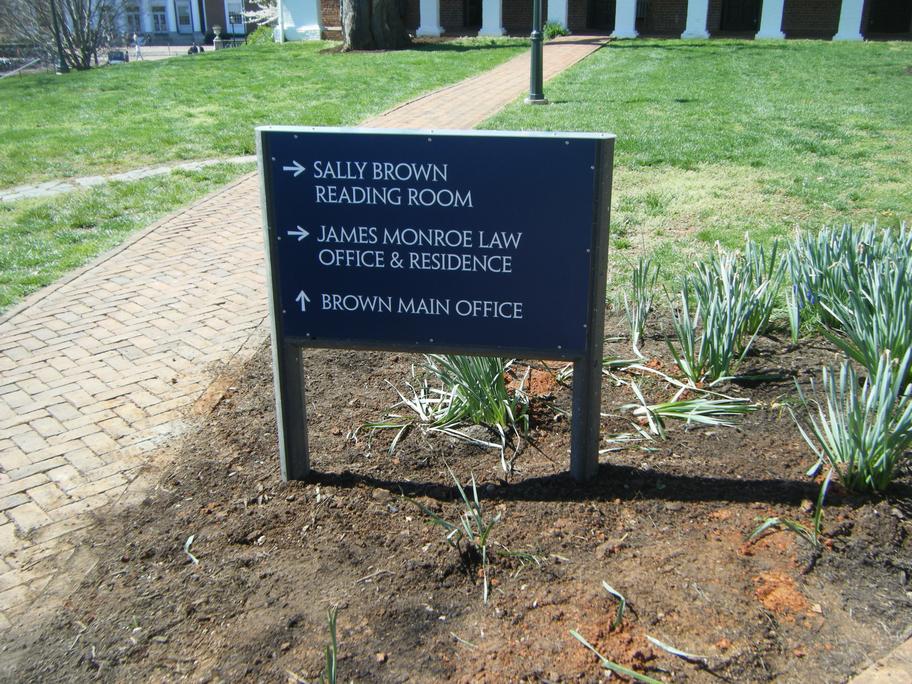 → SALLY BROWN
READING ROOM
→ JAMES MONROE LAW
OFFICE & RESIDENCE
↑ BROWN MAIN OFFICE